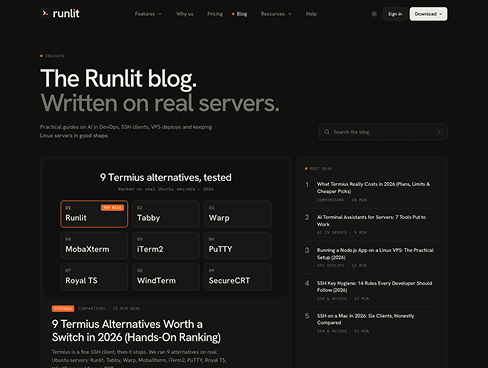 runlit
Features
Why us
Pricing
Blog
Resources
Help
Sign in
Download
INSIGHTS
The Runlit blog.
Written on real servers.
Practical guides on AI in DevOps, SSH clients, VPS deploys and keeping
Linux servers in good shape.
Search the blog
/
9 Termius alternatives, tested
Ranked on real Ubuntu servers · 2026
01
TOP PICK
Runlit
02
Tabby
03
Warp
04
MobaXterm
05
iTerm2
06
PuTTY
07
Royal TS
08
WindTerm
09
SecureCRT
FEATURED
COMPARISONS · 15 MIN READ
9 Termius Alternatives Worth a
Switch in 2026 (Hands-On Ranking)
Termius is a fine SSH client, then it stops. We ran 9 alternatives on real
Ubuntu servers: Runlit, Tabby, Warp, MobaXterm, iTerm2, PuTTY, Royal TS,
MOST READ
1
What Termius Really Costs in 2026 (Plans, Limits &
Cheaper Picks)
COMPARISONS · 14 MIN
2
AI Terminal Assistants for Servers: 7 Tools Put to
Work
AI IN DEVOPS · 9 MIN
3
Running a Node.js App on a Linux VPS: The Practical
Setup (2026)
VPS DEPLOYS · 12 MIN
4
SSH Key Hygiene: 14 Rules Every Developer Should
Follow (2026)
SSH & ACCESS · 11 MIN
5
SSH on a Mac in 2026: Six Clients, Honestly
Compared
SSH & ACCESS · 11 MIN